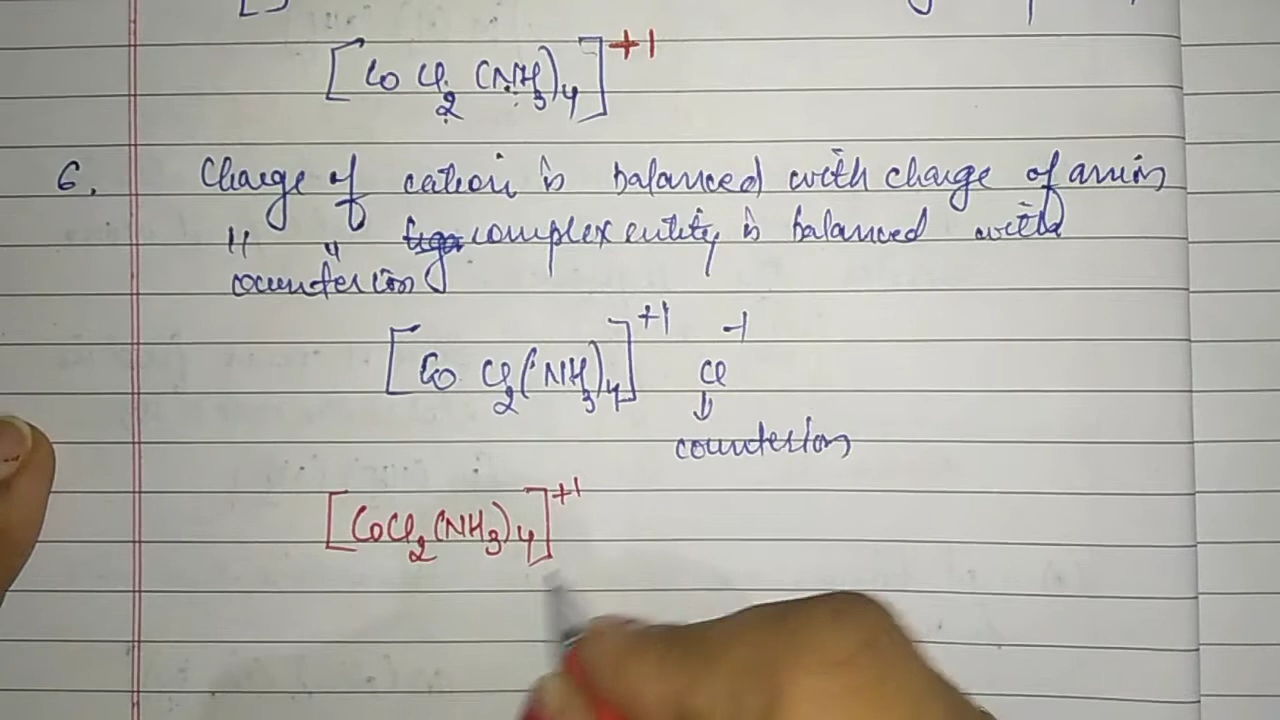 [Co Cl2 (NH3)4]+1
6. Charge of cation is balanced with charge of anion
" " complex entity is balanced with
counter ion
[Co Cl2(NH3)4]+1 Cl-1
↓
counterion
[CoCl2(NH3)4]+1